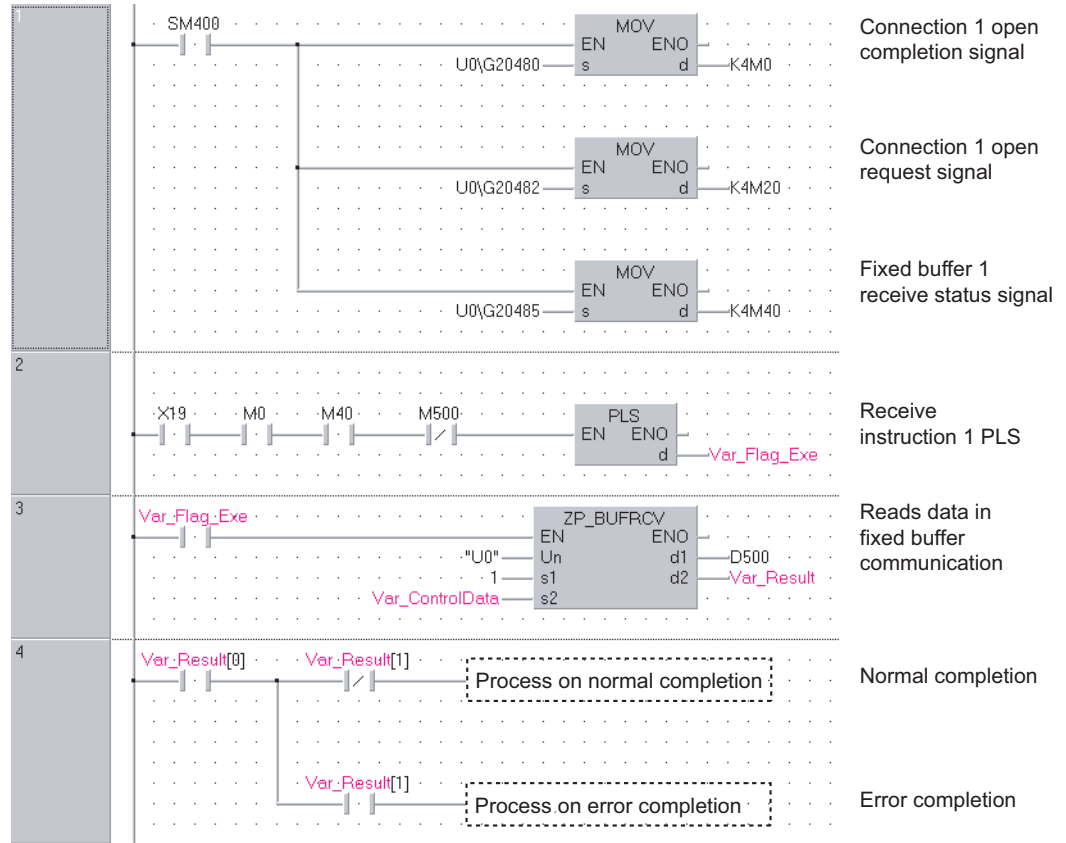 1
SM400
MOV
EN ENO
U0\G20480 s d K4M0
Connection 1 open
completion signal
MOV
EN ENO
U0\G20482 s d K4M20
Connection 1 open
request signal
MOV
EN ENO
U0\G20485 s d K4M40
Fixed buffer 1
receive status signal
2
X19 M0 M40 M500
PLS
EN ENO
d Var_Flag_Exe
Receive
instruction 1 PLS
3
Var_Flag_Exe
ZP_BUFRCV
EN ENO
"U0" Un d1 D500
1 s1 d2 Var_Result
Var_ControlData s2
Reads data in
fixed buffer
communication
4
Var_Result[0] Var_Result[1]
Process on normal completion
Normal completion
Var_Result[1]
Process on error completion
Error completion